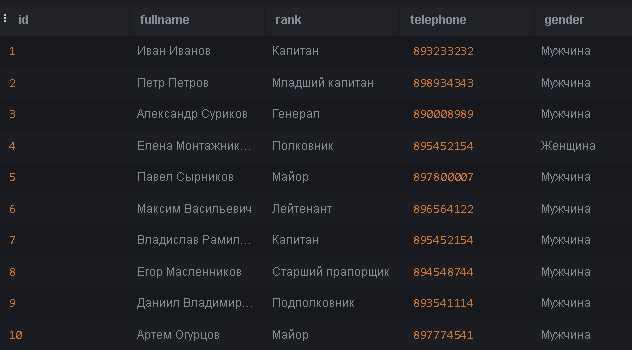 id fullname rank telephone gender
1 Иван Иванов Капитан 893233232 Мужчина
2 Петр Петров Младший капитан 898934343 Мужчина
3 Александр Суриков Генерал 890008989 Мужчина
4 Елена Монтажник... Полковник 895452154 Женщина
5 Павел Сырников Майор 897800007 Мужчина
6 Максим Васильевич Лейтенант 896564122 Мужчина
7 Владислав Рамил... Капитан 895452154 Мужчина
8 Егор Масленников Старший прапорщик 894548744 Мужчина
9 Даниил Владимир... Подполковник 893541114 Мужчина
10 Артем Огурцов Майор 897774541 Мужчина